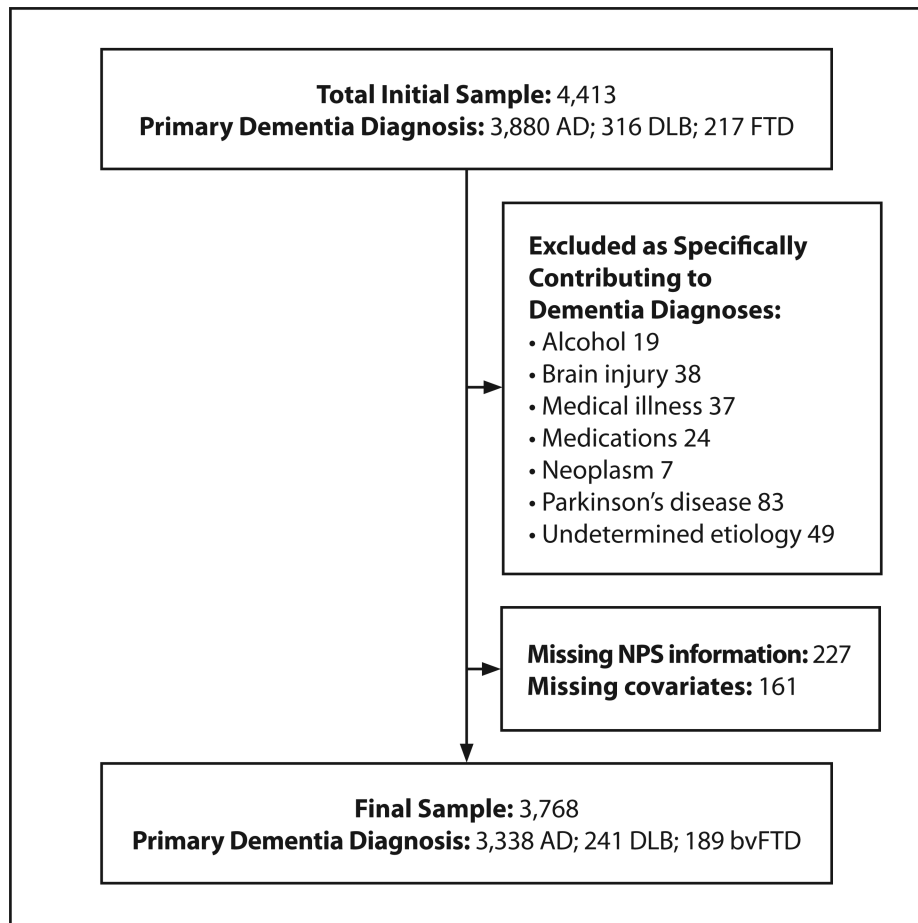 Total Initial Sample: 4,413
Primary Dementia Diagnosis: 3,880 AD; 316 DLB; 217 FTD
Excluded as Specifically
Contributing to
Dementia Diagnoses:
• Alcohol 19
• Brain injury 38
• Medical illness 37
• Medications 24
• Neoplasm 7
• Parkinson's disease 83
• Undetermined etiology 49
Missing NPS information: 227
Missing covariates: 161
Final Sample: 3,768
Primary Dementia Diagnosis: 3,338 AD; 241 DLB; 189 bvFTD